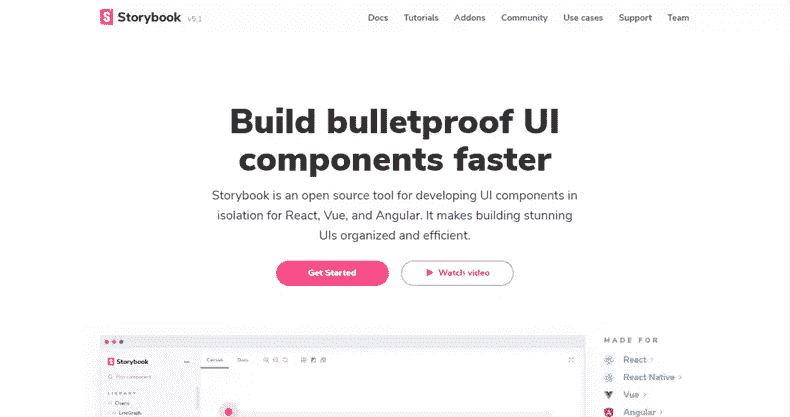 Storybook v5.1
Docs Tutorials Addons Community Use cases Support Team
Build bulletproof UI
components faster
Storybook is an open source tool for developing UI components in
isolation for React, Vue, and Angular. It makes building stunning
UIs organized and efficient.
Get Started
Watch video
Storybook
Canvas Docs
Find component
LIBRARY
Charts
LineGraph
MADE FOR
React
React Native
Vue
Angular